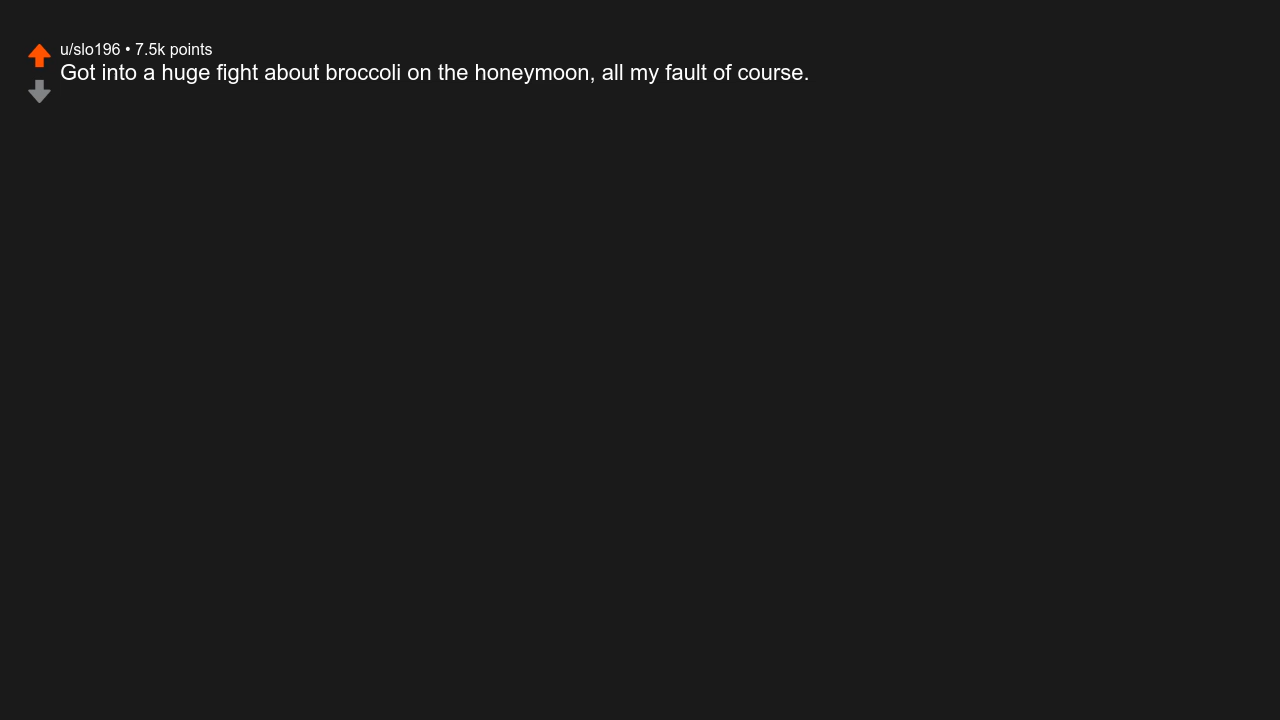 u/slo196 • 7.5k points
Got into a huge fight about broccoli on the honeymoon, all my fault of course.